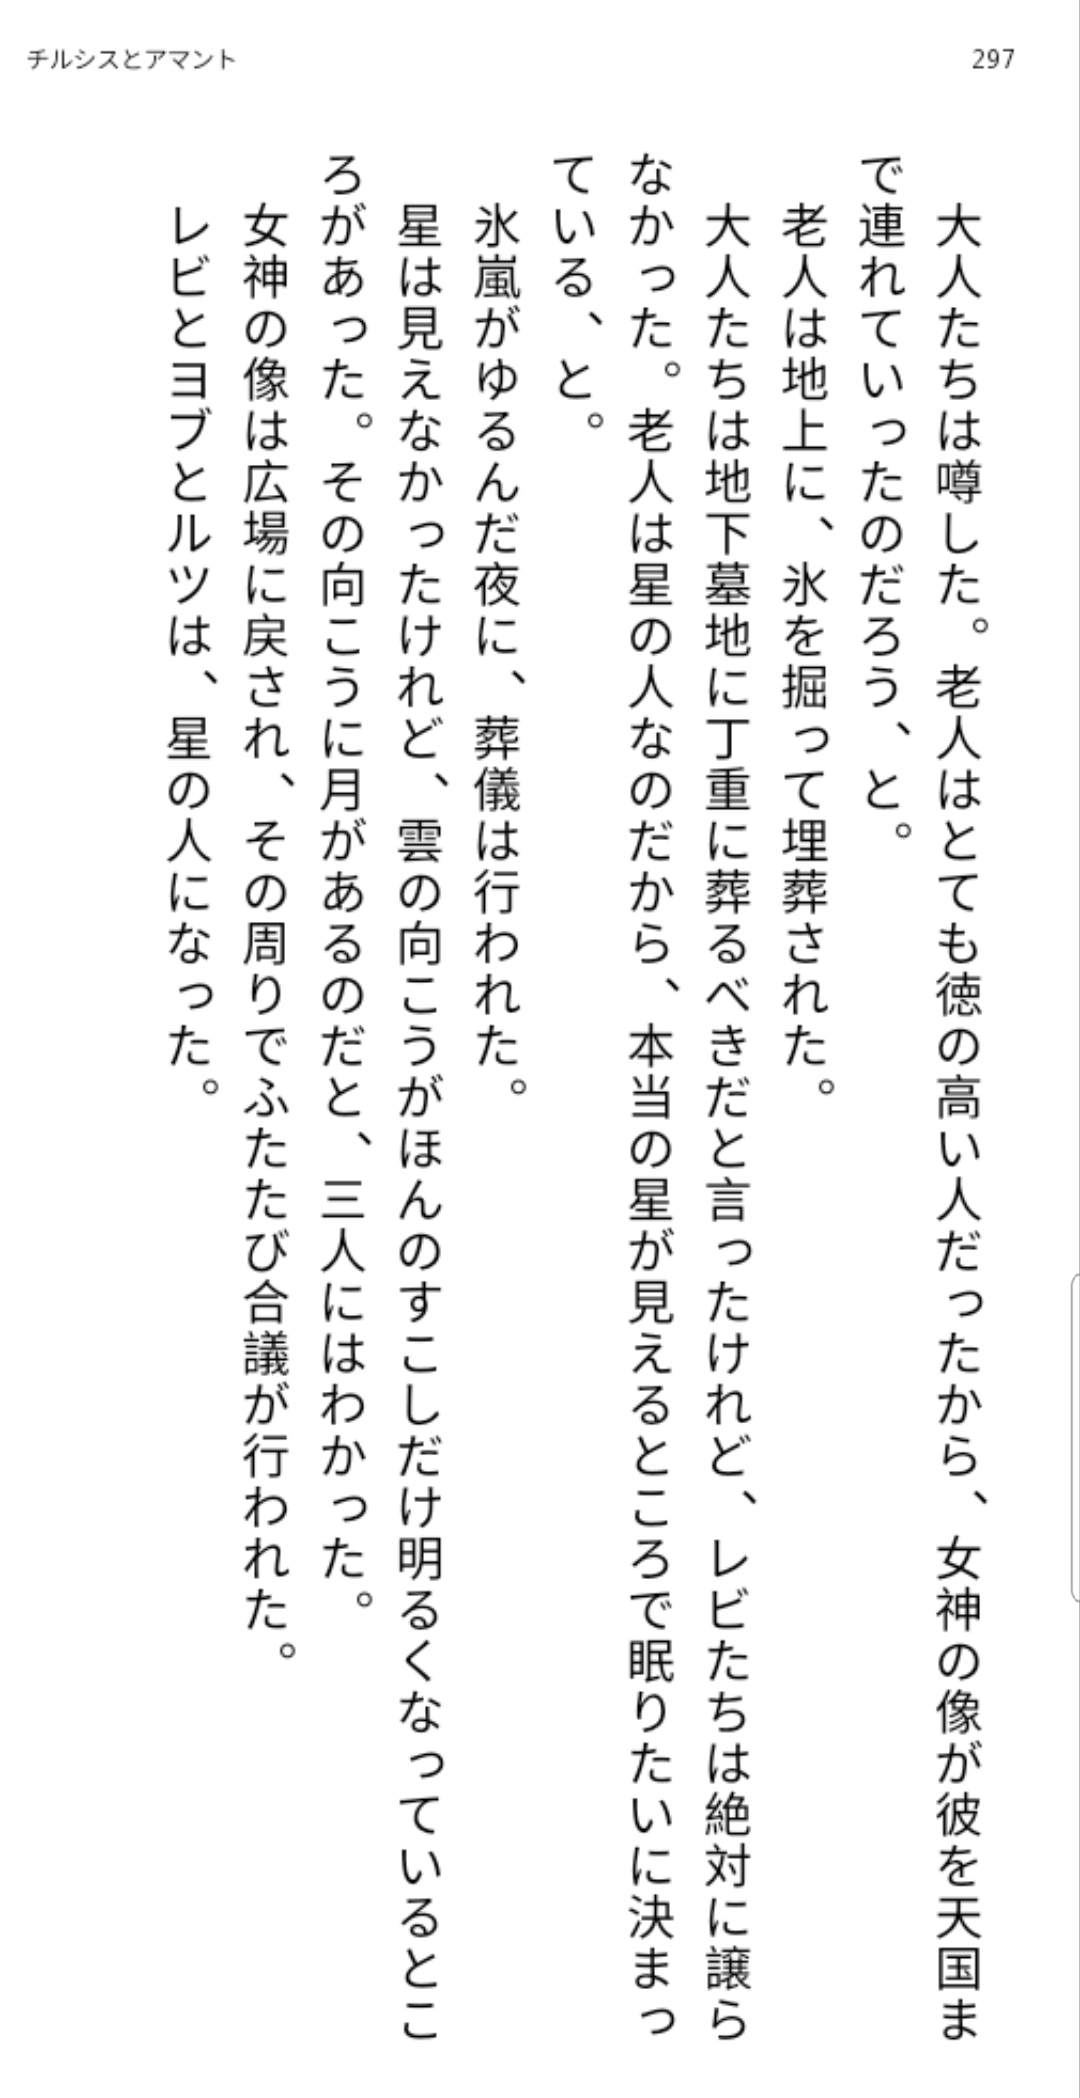 チルシスとアマント
297
大人たちは噂した。老人はとても徳の高い人だったから、女神の像が彼を天国ま
で連れていったのだろう、と。
老人は地上に、氷を掘って埋葬された。
大人たちは地下墓地に丁重に葬るべきだと言ったけれど、レビたちは絶対に譲ら
なかった。老人は星の人なのだから、本当の星が見えるところで眠りたいに決まっ
ている、と。
氷嵐がゆるんだ夜に、葬儀は行われた。
星は見えなかったけれど、雲の向こうがほんのすこしだけ明るくなっているとこ
ろがあった。その向こうに月があるのだと、三人にはわかった。
女神の像は広場に戻され、その周りでふたたび合議が行われた。
レビとヨブとルツは、星の人になった。